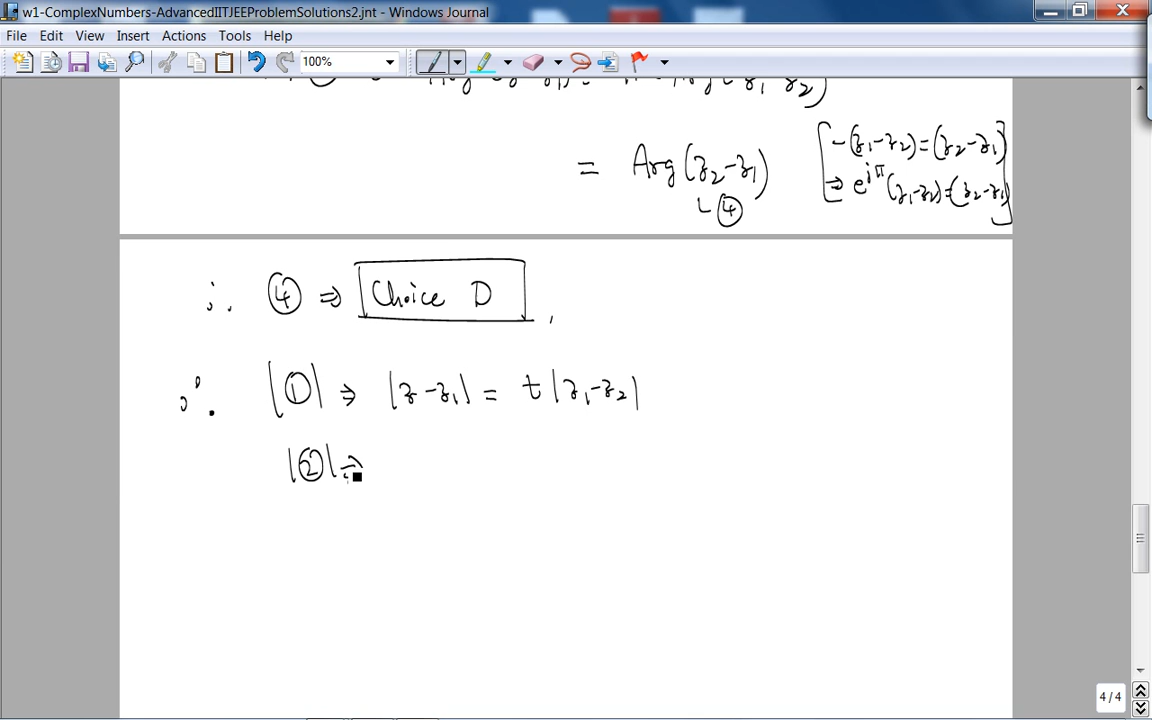 w1-ComplexNumbers-AdvancedIITJEEProblemSolutions2.jnt - Windows Journal
File Edit View Insert Actions Tools Help
100%
= Arg(z₂-z₁) [-(z₁-z₂)=(z₂-z₁)
④ ⇒ e^{iπ}(z₁-z₂)=(z₂-z₁)]
∴ ④ ⇒ Choice D
∴ |①| ⇒ |z-z₁| = t|z₁-z₂|
|②| ⇒
4/4